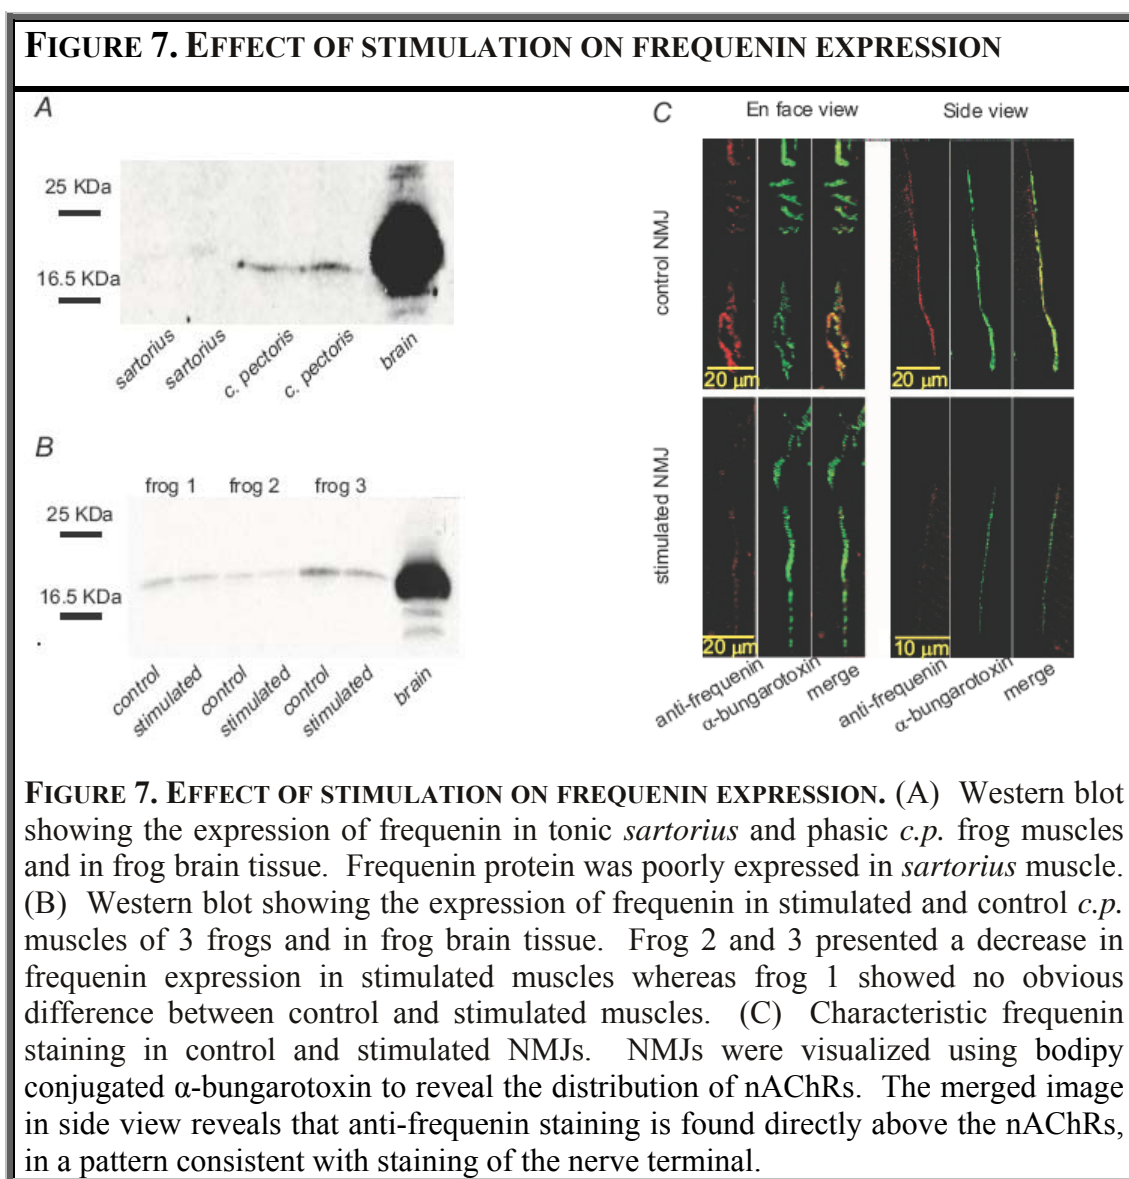 FIGURE 7. EFFECT OF STIMULATION ON FREQUENIN EXPRESSION
A
25 KDa
16.5 KDa
sartorius
sartorius
c. pectoris
c. pectoris
brain
B
frog 1
frog 2
frog 3
25 KDa
16.5 KDa
control
stimulated
control
stimulated
control
stimulated
brain
C
En face view
Side view
control NMJ
20 µm
20 µm
stimulated NMJ
20 µm
10 µm
anti-frequenin
α-bungarotoxin
merge
anti-frequenin
α-bungarotoxin
merge
FIGURE 7. EFFECT OF STIMULATION ON FREQUENIN EXPRESSION. (A) Western blot
showing the expression of frequenin in tonic sartorius and phasic c.p. frog muscles
and in frog brain tissue. Frequenin protein was poorly expressed in sartorius muscle.
(B) Western blot showing the expression of frequenin in stimulated and control c.p.
muscles of 3 frogs and in frog brain tissue. Frog 2 and 3 presented a decrease in
frequenin expression in stimulated muscles whereas frog 1 showed no obvious
difference between control and stimulated muscles. (C) Characteristic frequenin
staining in control and stimulated NMJs. NMJs were visualized using bodipy
conjugated α-bungarotoxin to reveal the distribution of nAChRs. The merged image
in side view reveals that anti-frequenin staining is found directly above the nAChRs,
in a pattern consistent with staining of the nerve terminal.